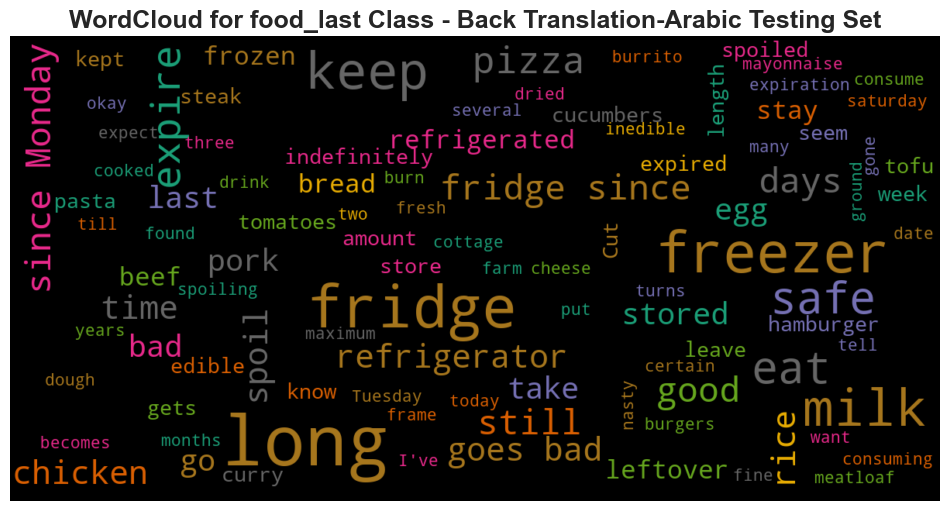 WordCloud for food_last Class - Back Translation-Arabic Testing Set
since Monday
kept
okay
expect
cooked
pasta
till
found
expire
steak
three
last
frozen
keep
pizza
burrito
spoiled
mayonnaise
expiration
consume
saturday
dried
several
cucumbers
inedible
length
stay
seem
many
gone
refrigerated
indefinitely
drink
bread
burn
fridge since
expired
days
ground
tofu
week
egg
date
tomatoes
two
fresh
amount
cottage
Cut
freezer
beef
pork
spoiling
store
farm
cheese
time
years
bad
spoil
fridge
maximum
put
turns
stored
safe
hamburger
tell
edible
refrigerator
leave
certain
eat
dough
know
Tuesday
take
today
frame
nasty
good
burgers
milk
gets
long
still
becomes
months
I've
goes bad
rice
want
chicken
go
curry
leftover
fine
consuming
meatloaf